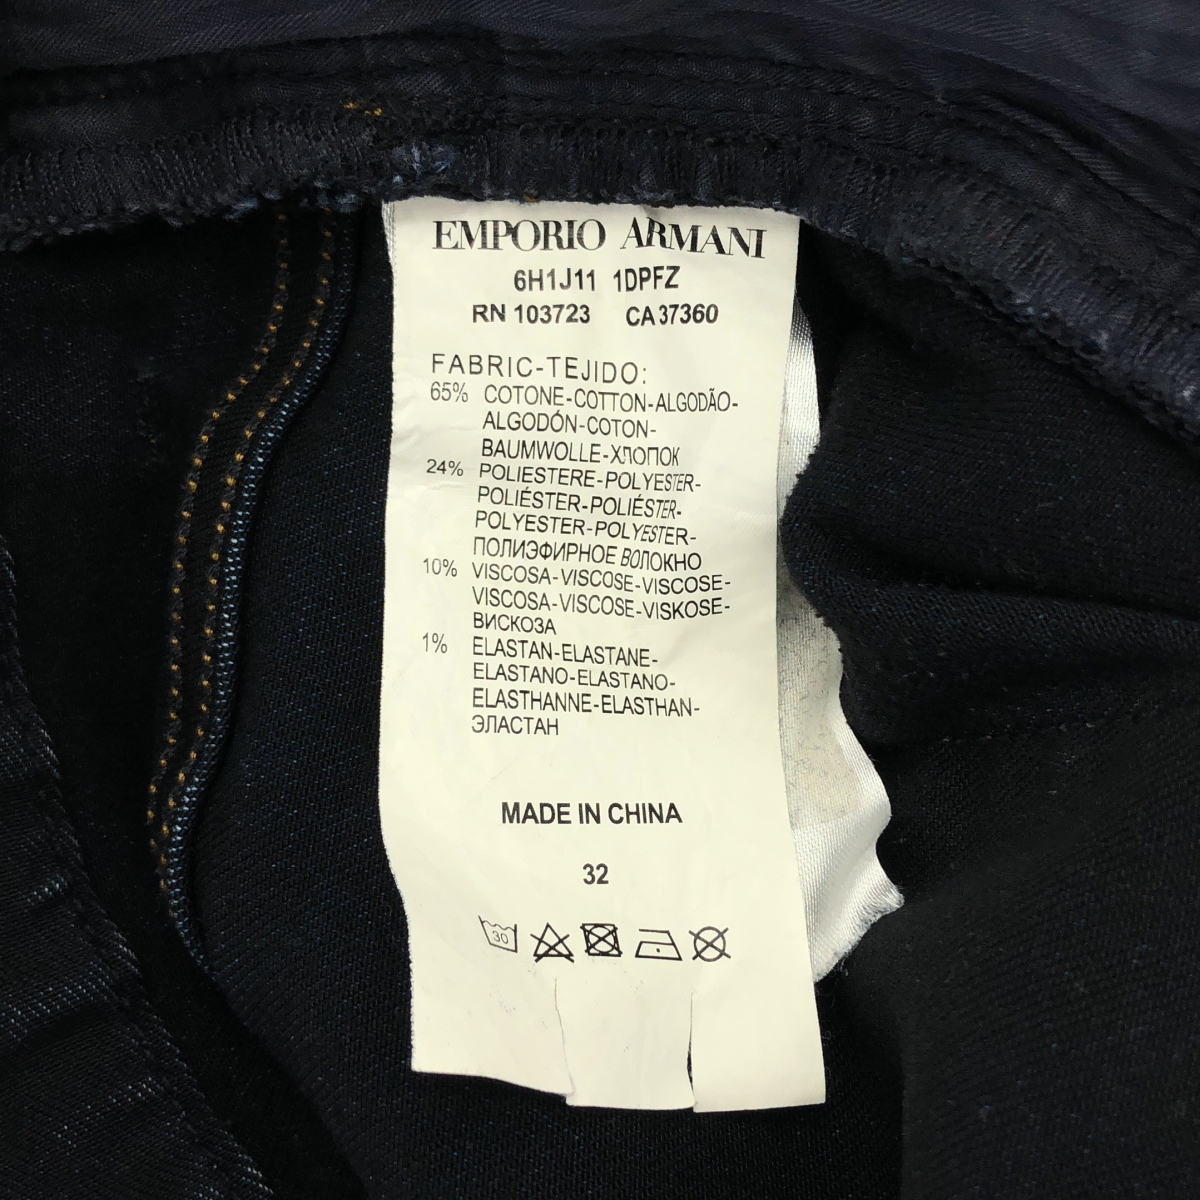 EMPORIO ARMANI
6H1J11 1DPFZ
RN 103723 CA 37360
FABRIC-TEJIDO:
65% COTONE-COTTON-ALGODÃO-
ALGODÓN-COTON-
BAUMWOLLE-ХЛОПОК
24% POLIESTERE-POLYESTER-
POLIÉSTER-POLIÉSTER-
POLYESTER-POLYESTER-
ПОЛИЭФИРНОЕ ВОЛОКНО
10% VISCOSA-VISCOSE-VISCOSE-
VISCOSA-VISCOSE-VISKOSE-
ВИСКОЗА
1% ELASTAN-ELASTANE-
ELASTANO-ELASTANO-
ELASTHANNE-ELASTHAN-
ЭЛАСТАН
MADE IN CHINA
32
30